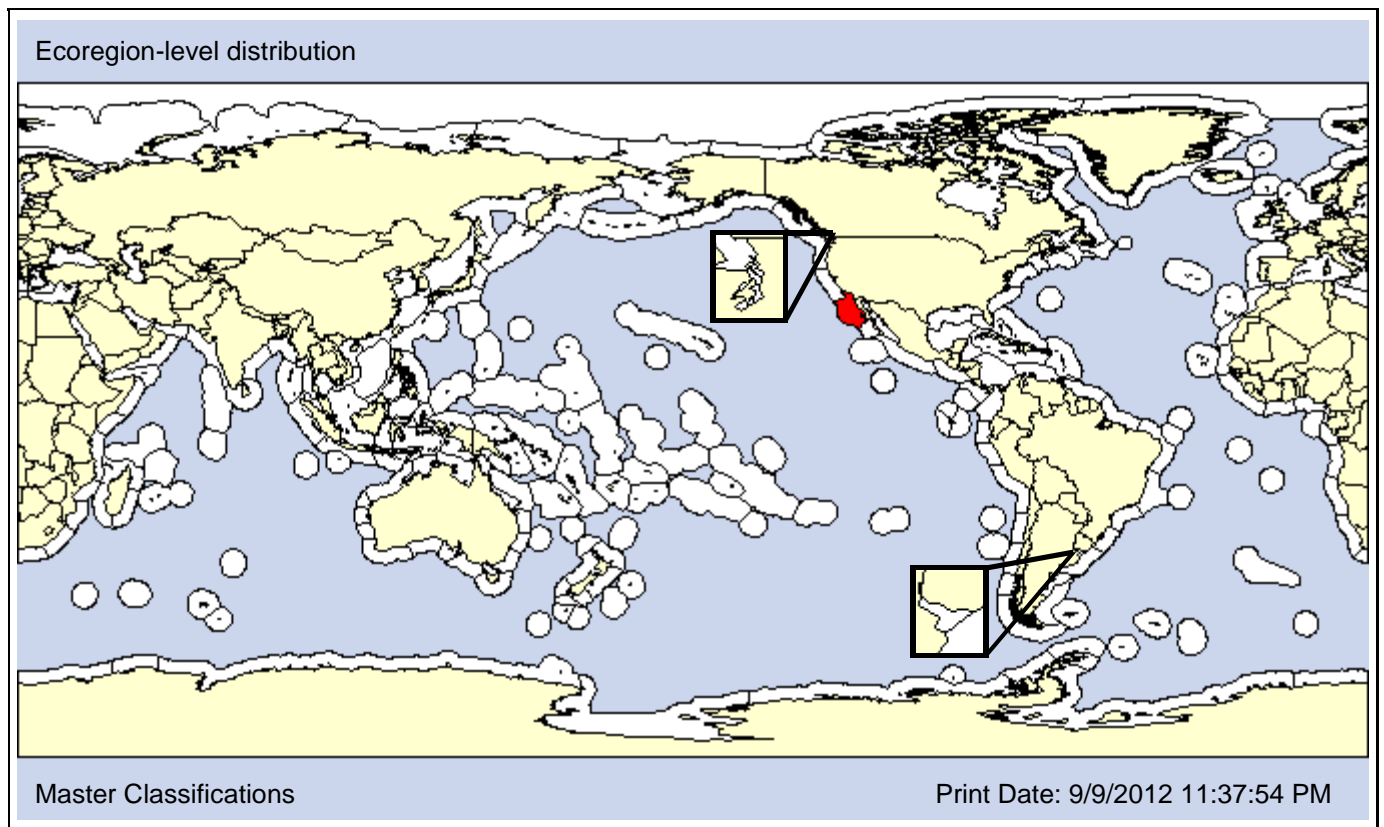 Ecoregion-level distribution
Master Classifications
Print Date: 9/9/2012 11:37:54 PM